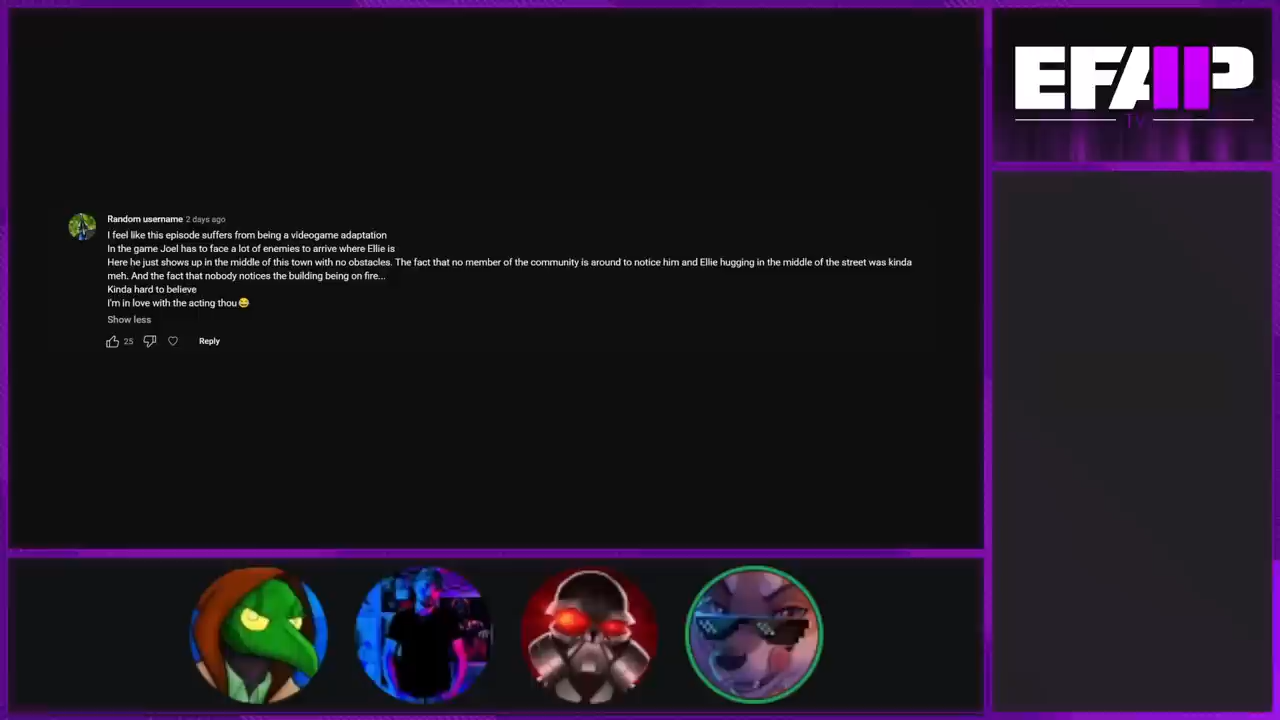 EFAP
TV
Random username 2 days ago
I feel like this episode suffers from being a videogame adaptation
In the game Joel has to face a lot of enemies to arrive where Ellie is
Here he just shows up in the middle of this town with no obstacles. The fact that no member of the community is around to notice him and Ellie hugging in the middle of the street was kinda
meh. And the fact that nobody notices the building being on fire...
Kinda hard to believe
I'm in love with the acting thou😂
Show less
25 Reply